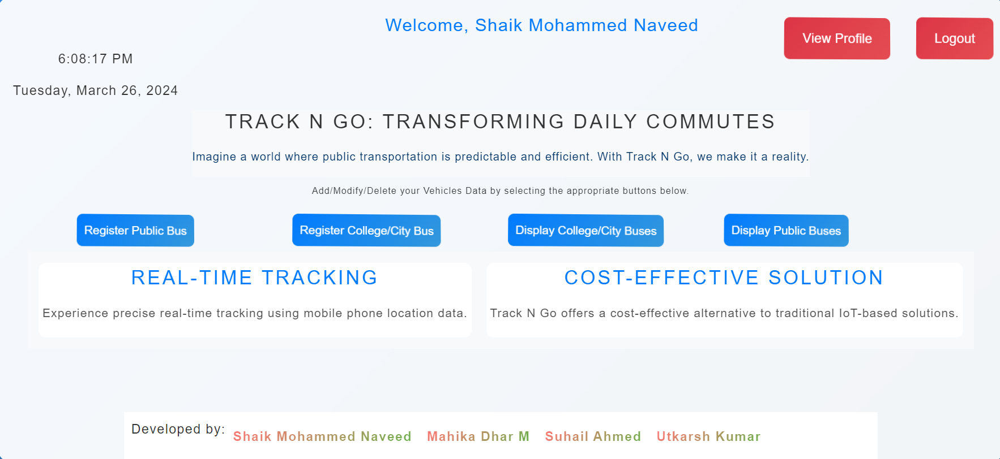 Welcome, Shaik Mohammed Naveed
View Profile
Logout
6:08:17 PM
Tuesday, March 26, 2024
TRACK N GO: TRANSFORMING DAILY COMMUTES
Imagine a world where public transportation is predictable and efficient. With Track N Go, we make it a reality.
Add/Modify/Delete your Vehicles Data by selecting the appropriate buttons below.
Register Public Bus
Register College/City Bus
Display College/City Buses
Display Public Buses
REAL-TIME TRACKING
Experience precise real-time tracking using mobile phone location data.
COST-EFFECTIVE SOLUTION
Track N Go offers a cost-effective alternative to traditional IoT-based solutions.
Developed by: Shaik Mohammed Naveed Mahika Dhar M Suhail Ahmed Utkarsh Kumar